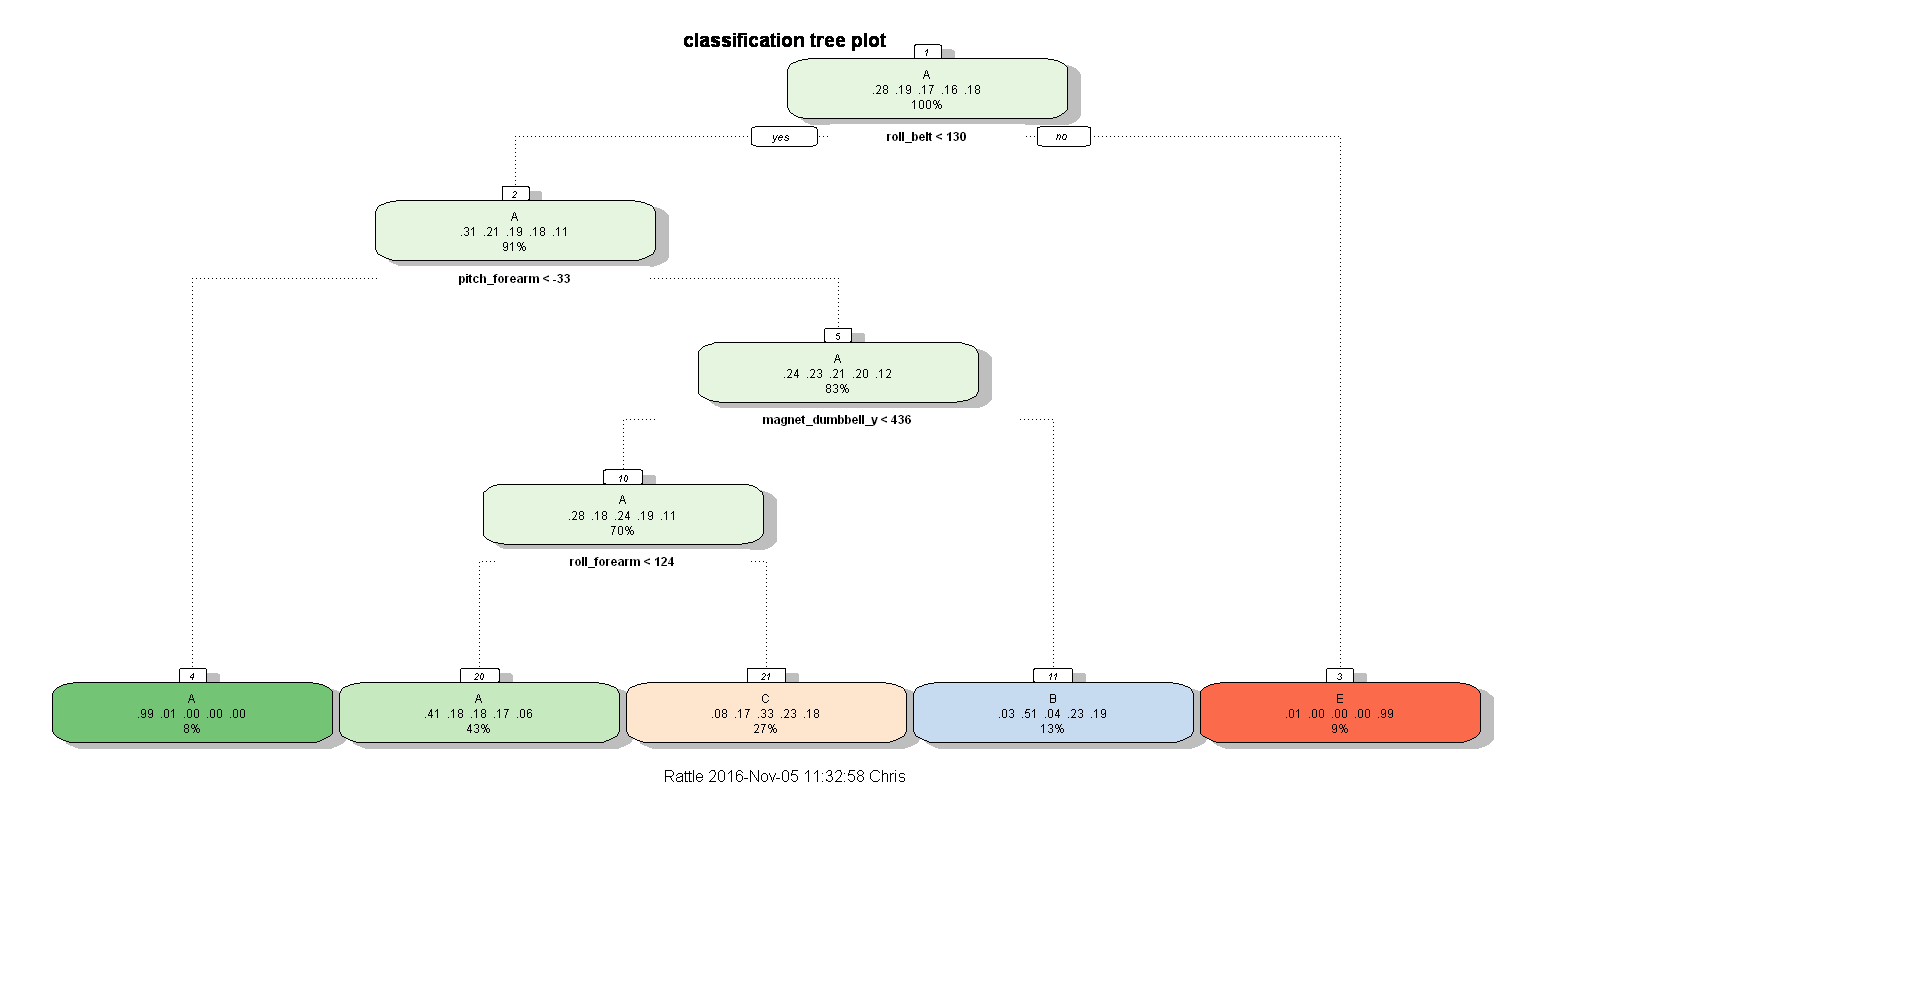 classification tree plot
1
A
.28 .19 .17 .16 .18
100%
yes roll_belt < 130 no
2
A
.31 .21 .19 .18 .11
91%
pitch_forearm < -33
5
A
.24 .23 .21 .20 .12
83%
magnet_dumbbell_y < 436
10
A
.28 .18 .24 .19 .11
70%
roll_forearm < 124
4
A
.99 .01 .00 .00 .00
8%
20
A
.41 .18 .18 .17 .06
43%
21
C
.08 .17 .33 .23 .18
27%
11
B
.03 .51 .04 .23 .19
13%
3
E
.01 .00 .00 .00 .99
9%
Rattle 2016-Nov-05 11:32:58 Chris